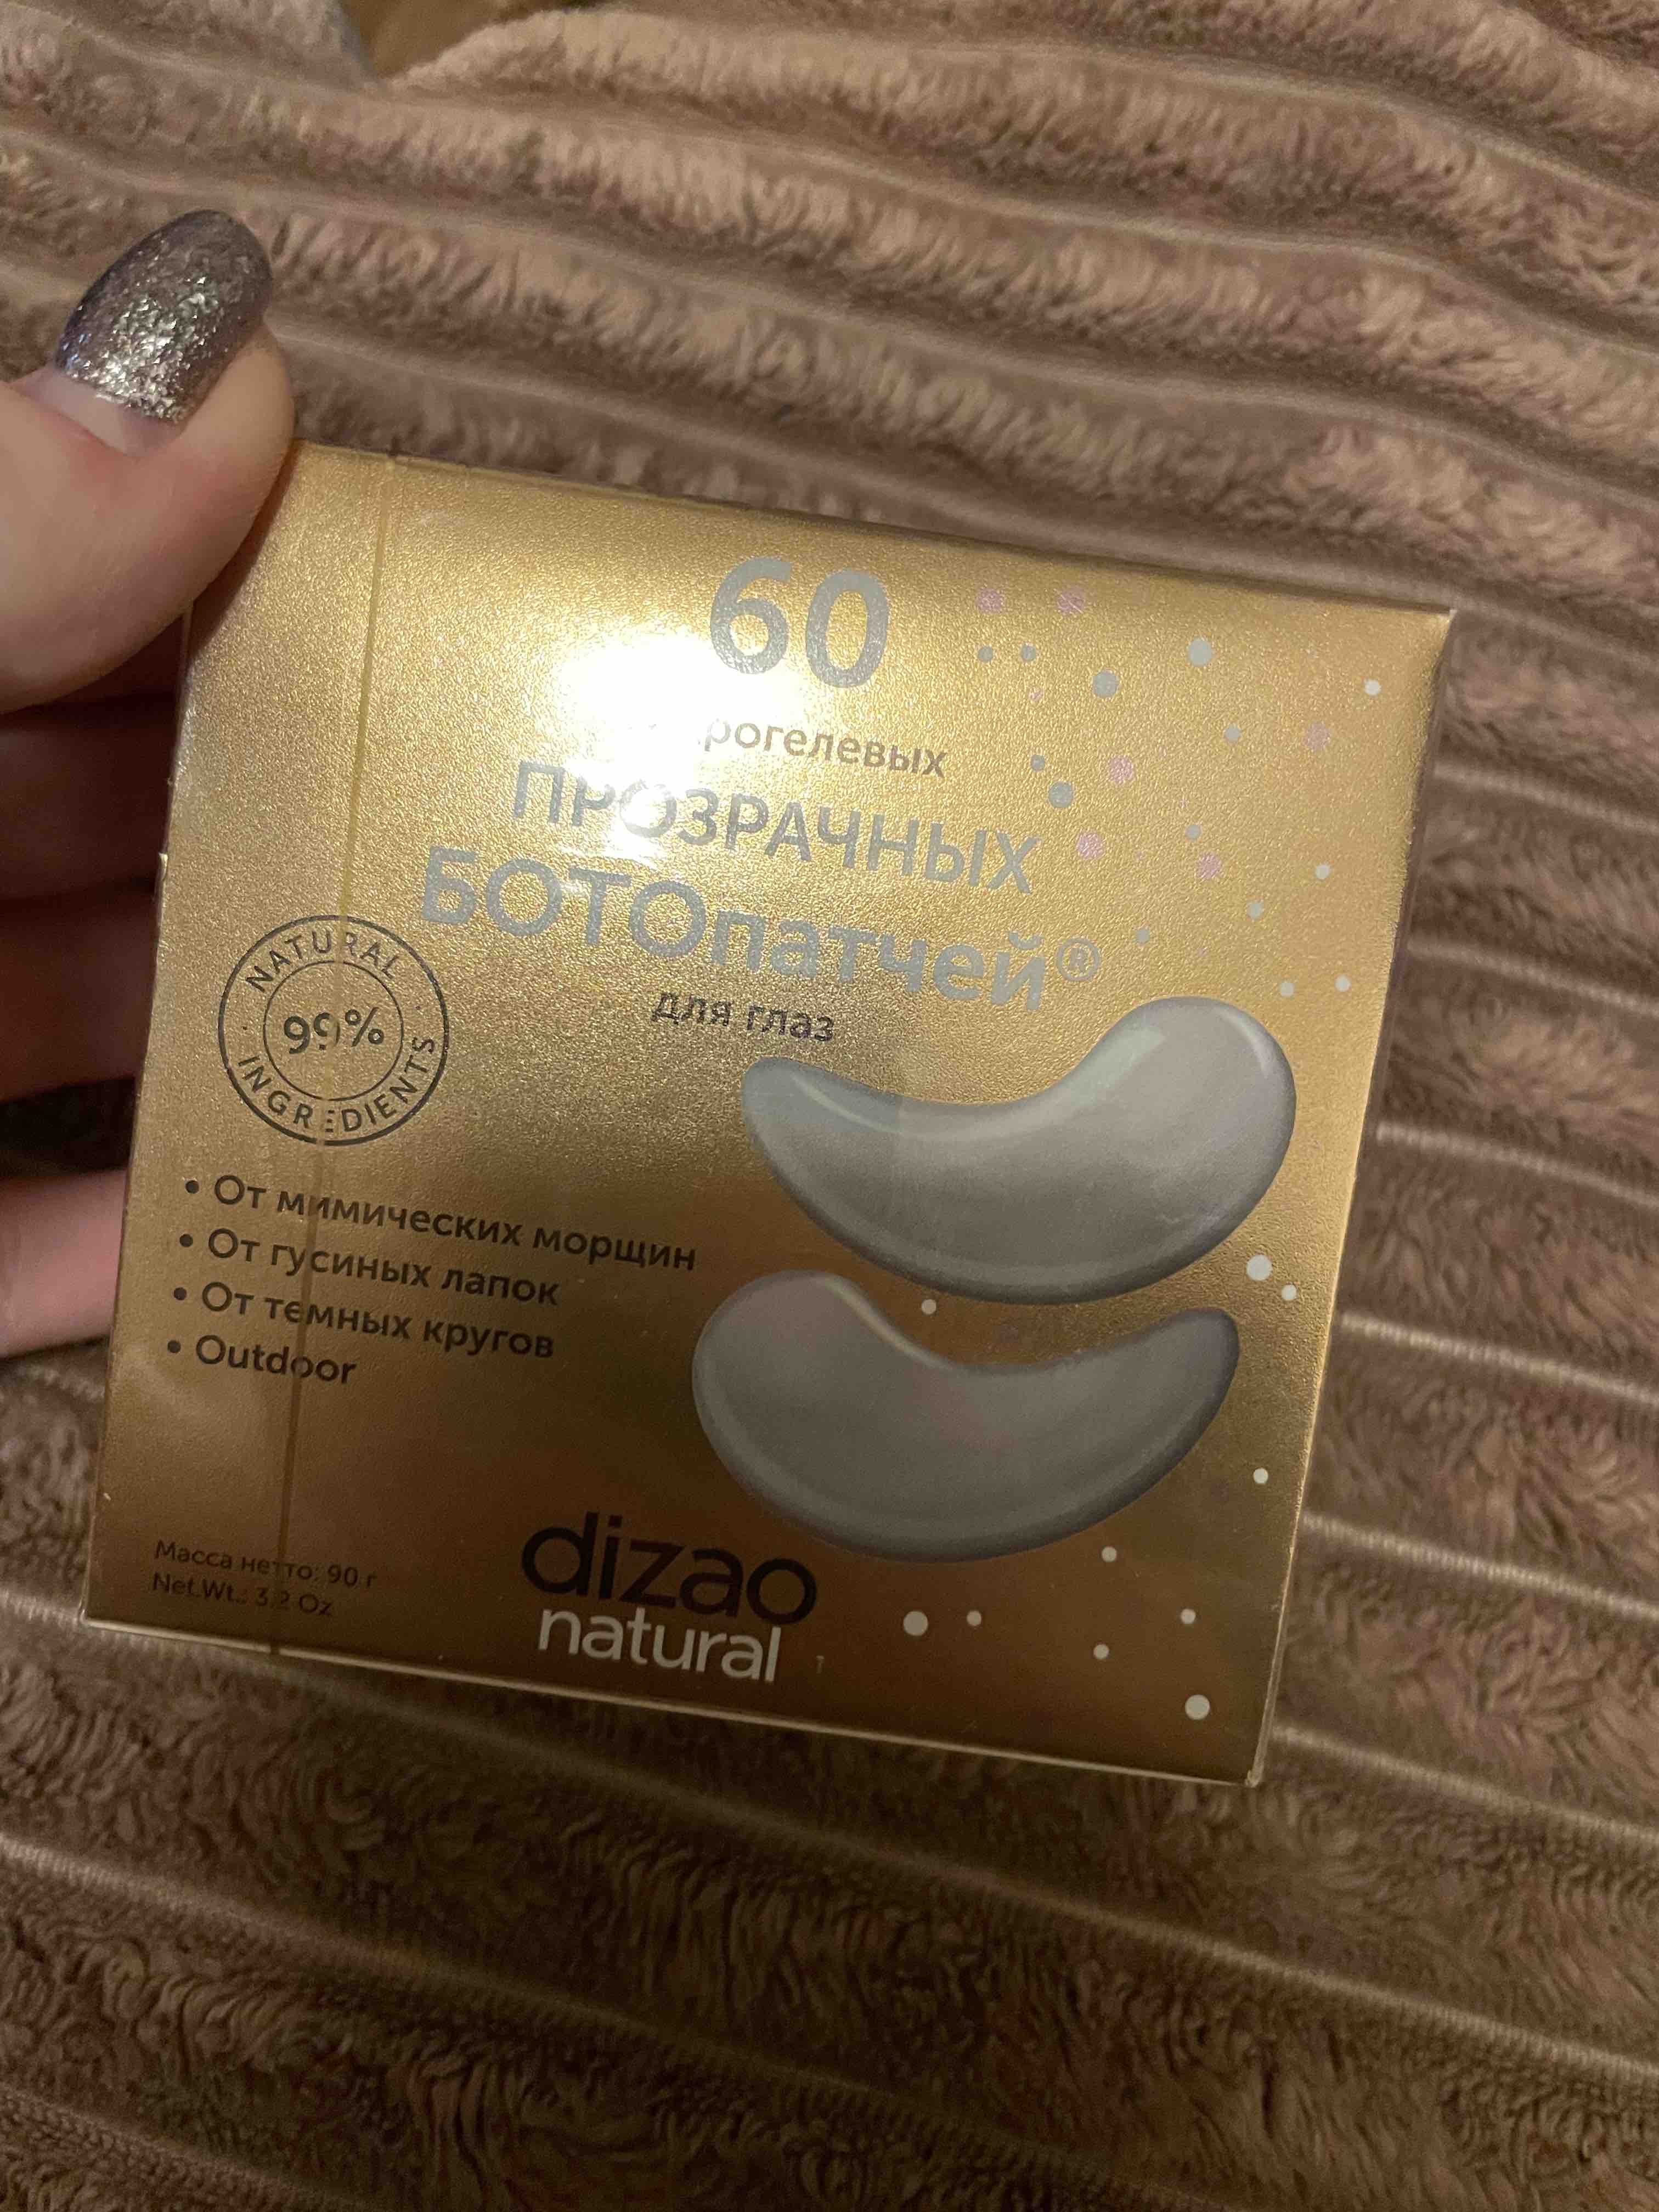 60
ПРОЗРАЧНЫХ
БОТОпатчей®
для глаз
NATURAL
99%
INGREDIENTS
• От мимических морщин
• От гусиных лапок
• От темных кругов
• Outdoor
Масса нетто: 90 г
Net.Wt.: 3.2 Oz
dizao
natural